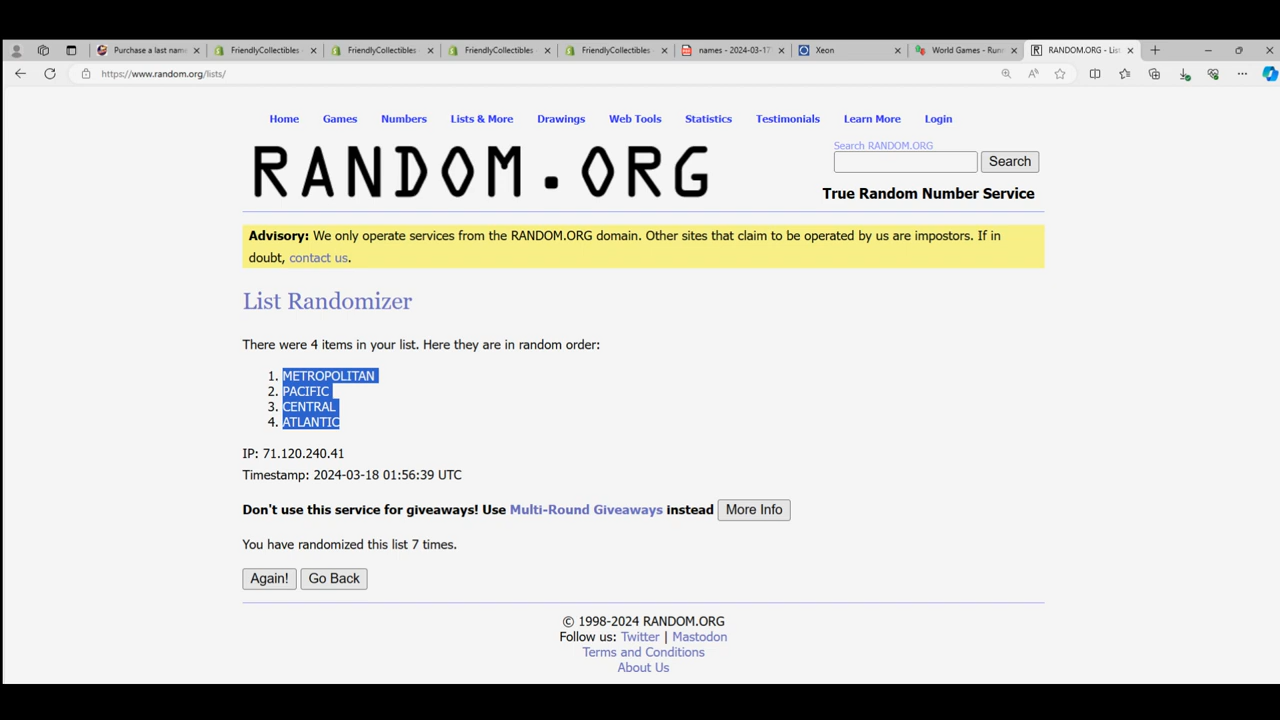 Purchase a last name
FriendlyCollectibles
FriendlyCollectibles
FriendlyCollectibles
FriendlyCollectibles
names - 2024-03-17
Xeon
World Games - Run
RANDOM.ORG - Lis
https://www.random.org/lists/
Home Games Numbers Lists & More Drawings Web Tools Statistics Testimonials Learn More Login
RANDOM.ORG
Search RANDOM.ORG
Search
True Random Number Service
Advisory: We only operate services from the RANDOM.ORG domain. Other sites that claim to be operated by us are impostors. If in
doubt, contact us.
List Randomizer
There were 4 items in your list. Here they are in random order:
1. METROPOLITAN
2. PACIFIC
3. CENTRAL
4. ATLANTIC
IP: 71.120.240.41
Timestamp: 2024-03-18 01:56:39 UTC
Don't use this service for giveaways! Use Multi-Round Giveaways instead More Info
You have randomized this list 7 times.
Again! Go Back
© 1998-2024 RANDOM.ORG
Follow us: Twitter | Mastodon
Terms and Conditions
About Us